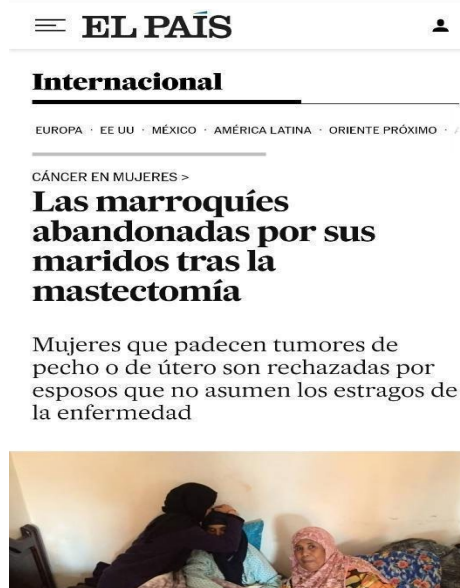 EL PAÍS
Internacional
EUROPA · EE UU · MÉXICO · AMÉRICA LATINA · ORIENTE PRÓXIMO ·
CÁNCER EN MUJERES >
Las marroquíes
abandonadas por sus
maridos tras la
mastectomía
Mujeres que padecen tumores de
pecho o de útero son rechazadas por
esposos que no asumen los estragos de
la enfermedad